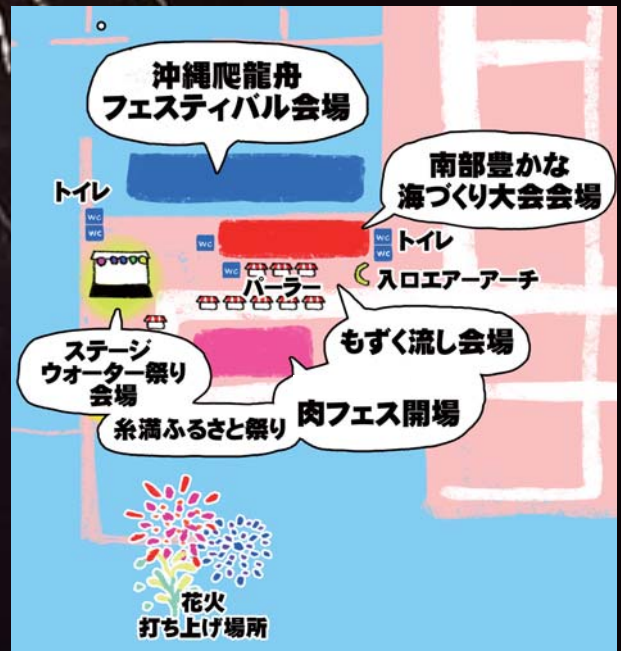 沖縄爬龍舟
フェスティバル会場
南部豊かな
海づくり大会会場
トイレ
WC
WC
WC
WC
WC
トイレ
WC
パーラー
入口エアーアーチ
ステージ
ウォーター祭り
会場
もずく流し会場
糸満ふるさと祭り
肉フェス開場
花火
打ち上げ場所